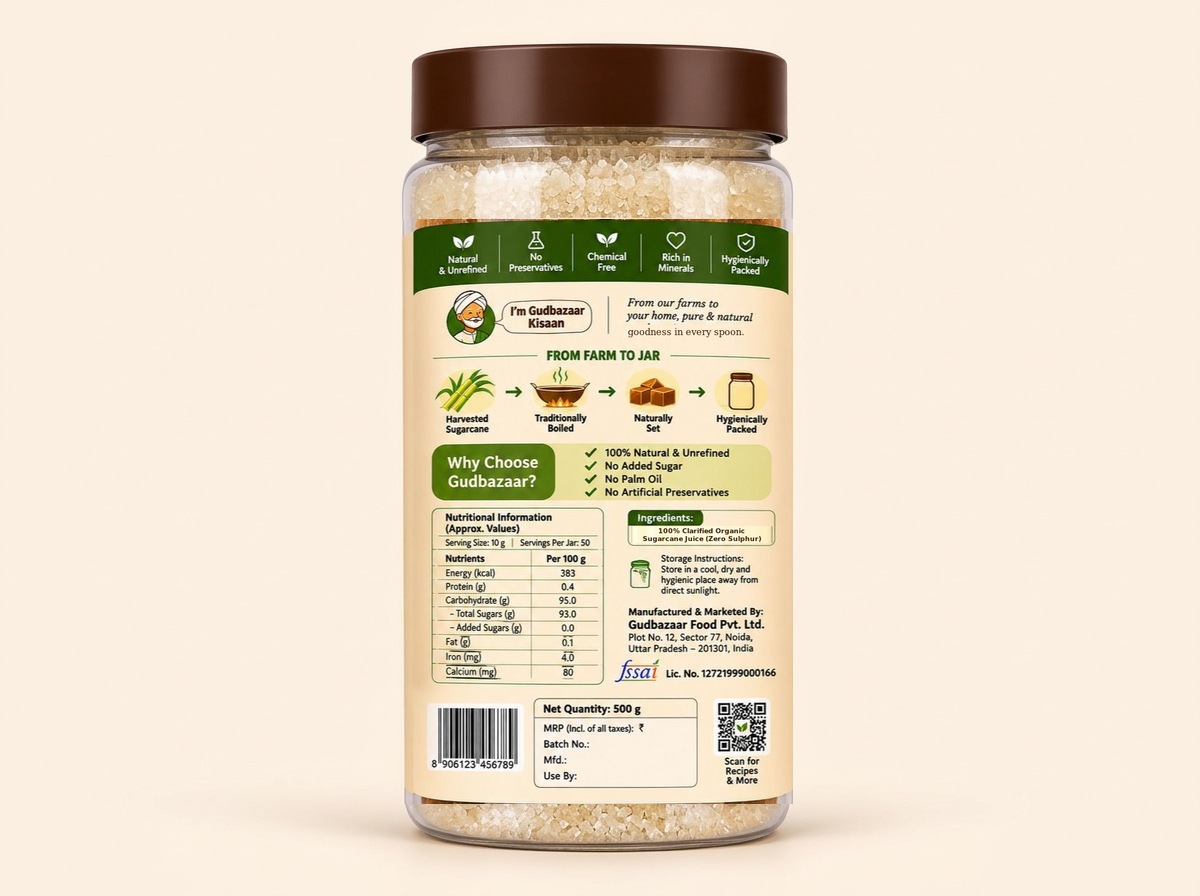 Natural
& Unrefined
No
Preservatives
Chemical
Free
Rich in
Minerals
Hygienically
Packed
I'm Gudbazaar
Kisaan
From our farms to
your home, pure & natural
goodness in every spoon.
FROM FARM TO JAR
Harvested
Sugarcane
Traditionally
Boiled
Naturally
Set
Hygienically
Packed
Why Choose
Gudbazaar?
100% Natural & Unrefined
No Added Sugar
No Palm Oil
No Artificial Preservatives
Nutritional Information
(Approx. Values)
Serving Size: 10 g | Servings Per Jar: 50
Nutrients Per 100 g
Energy (kcal) 383
Protein (g) 0.4
Carbohydrate (g) 95.0
- Total Sugars (g) 93.0
- Added Sugars (g) 0.0
Fat (g) 0.1
Iron (mg) 4.0
Calcium (mg) 80
Ingredients:
100% Clarified Organic
Sugarcane Juice (Zero Sulphur)
Storage Instructions:
Store in a cool, dry and
hygienic place away from
direct sunlight.
Manufactured & Marketed By:
Gudbazaar Food Pvt. Ltd.
Plot No. 12, Sector 77, Noida,
Uttar Pradesh – 201301, India
fssai Lic. No. 12721999000166
8 906123 456789
Net Quantity: 500 g
MRP (Incl. of all taxes): ₹
Batch No.:
Mfd.:
Use By:
Scan for
Recipes
& More